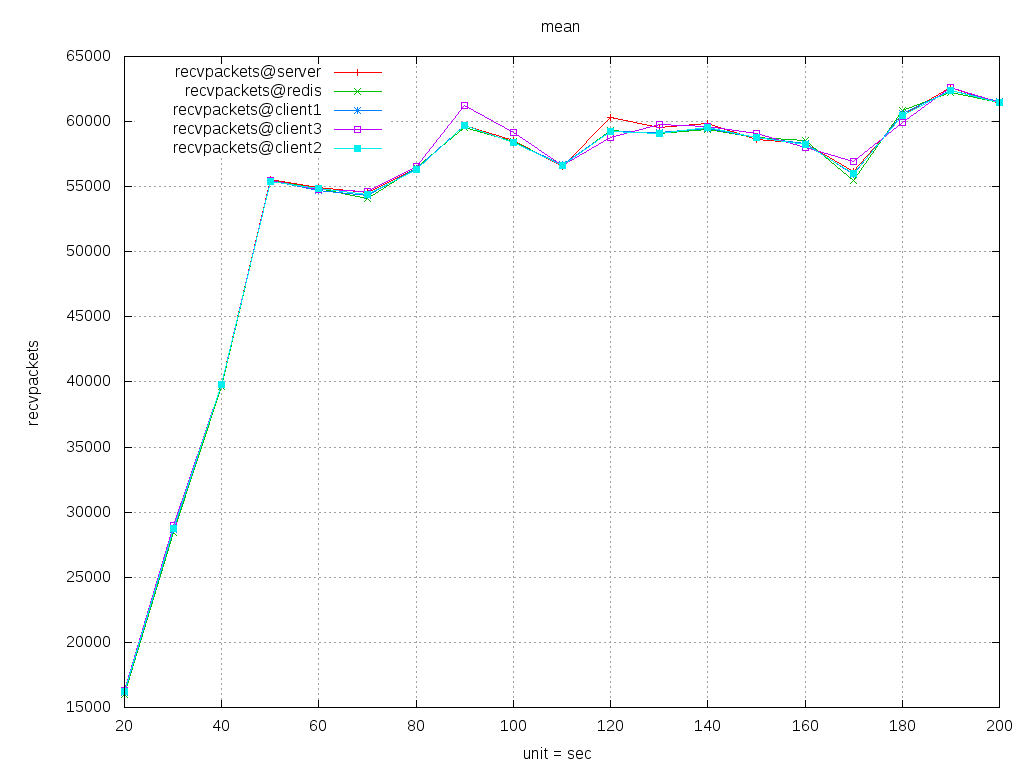 mean
65000
60000
55000
50000
45000
40000
35000
30000
25000
20000
15000
recvpackets
recvpackets@server
recvpackets@redis
recvpackets@client1
recvpackets@client3
recvpackets@client2
20 40 60 80 100 120 140 160 180 200
unit = sec